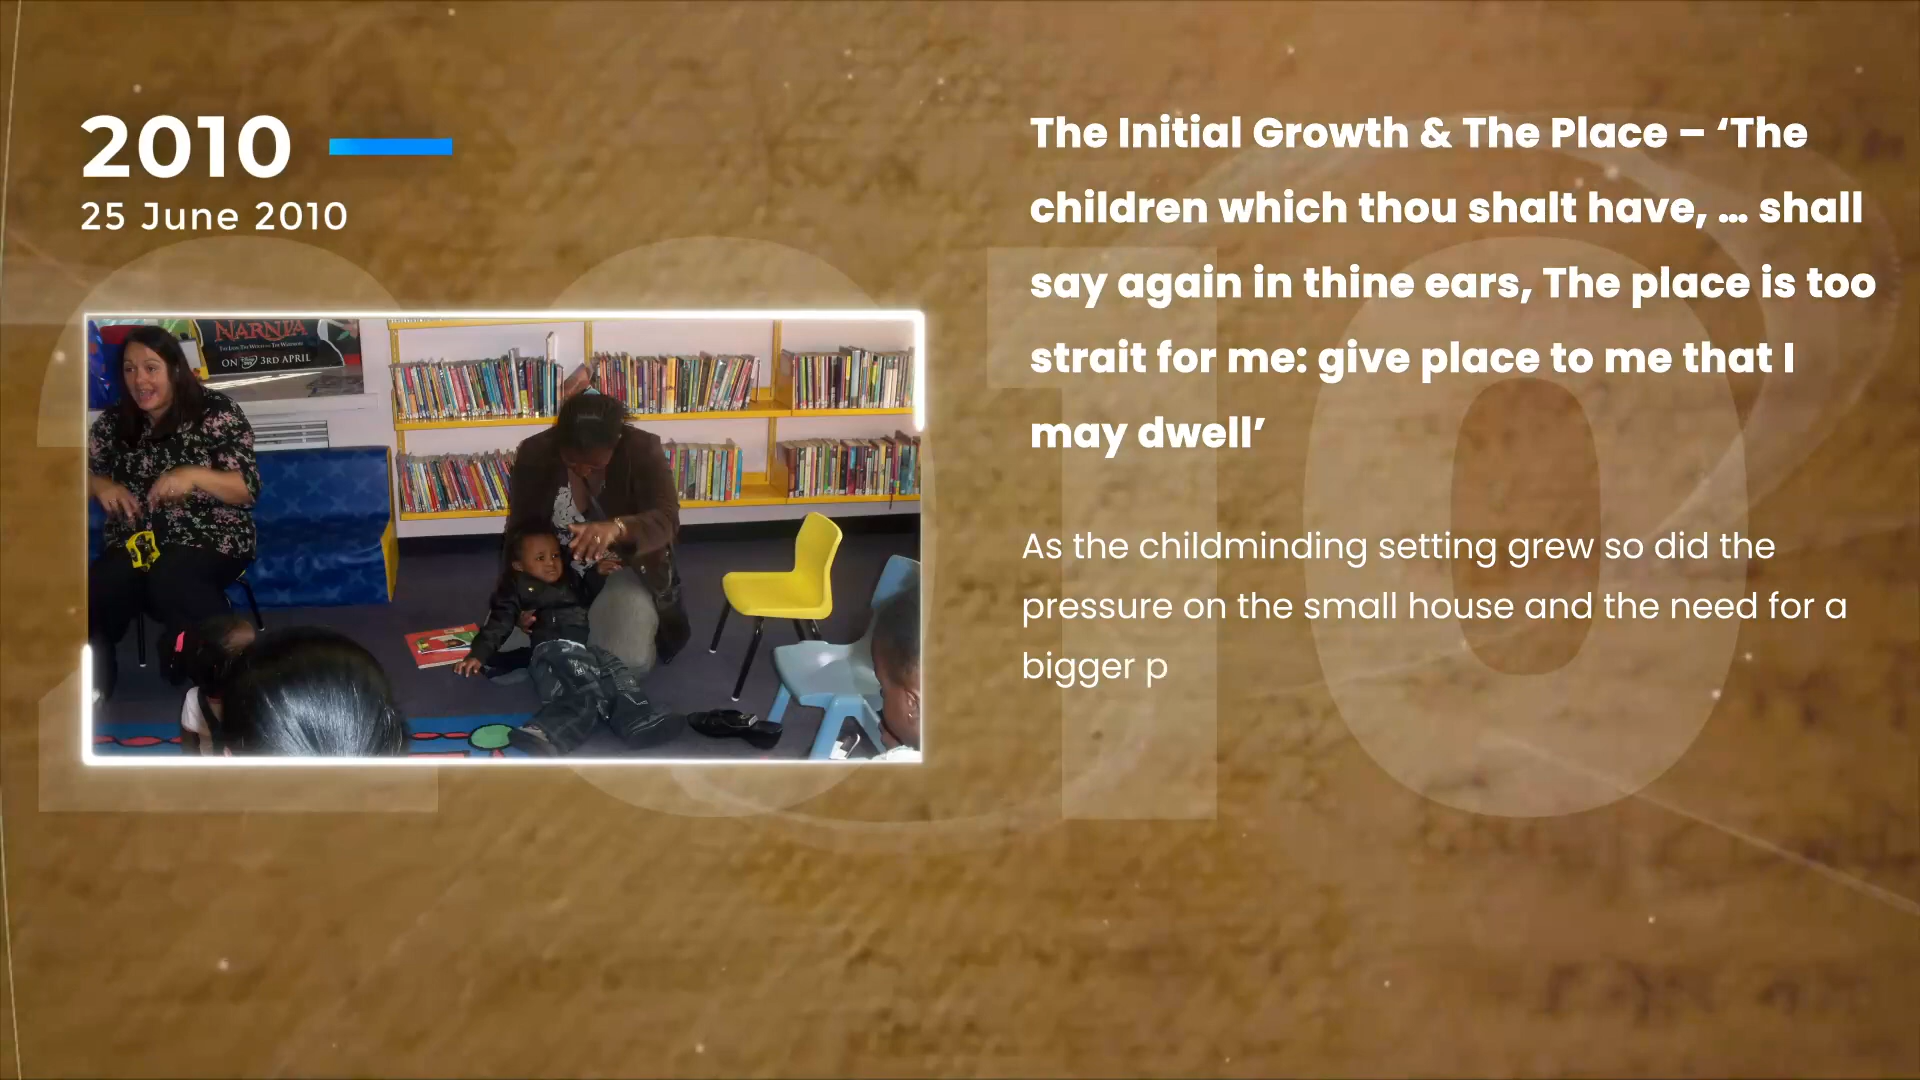 2010
25 June 2010
NARNIA
ON Disney 3RD APRIL
The Initial Growth & The Place – ‘The
children which thou shalt have, ... shall
say again in thine ears, The place is too
strait for me: give place to me that I
may dwell’
As the childminding setting grew so did the
pressure on the small house and the need for a
bigger p
2010